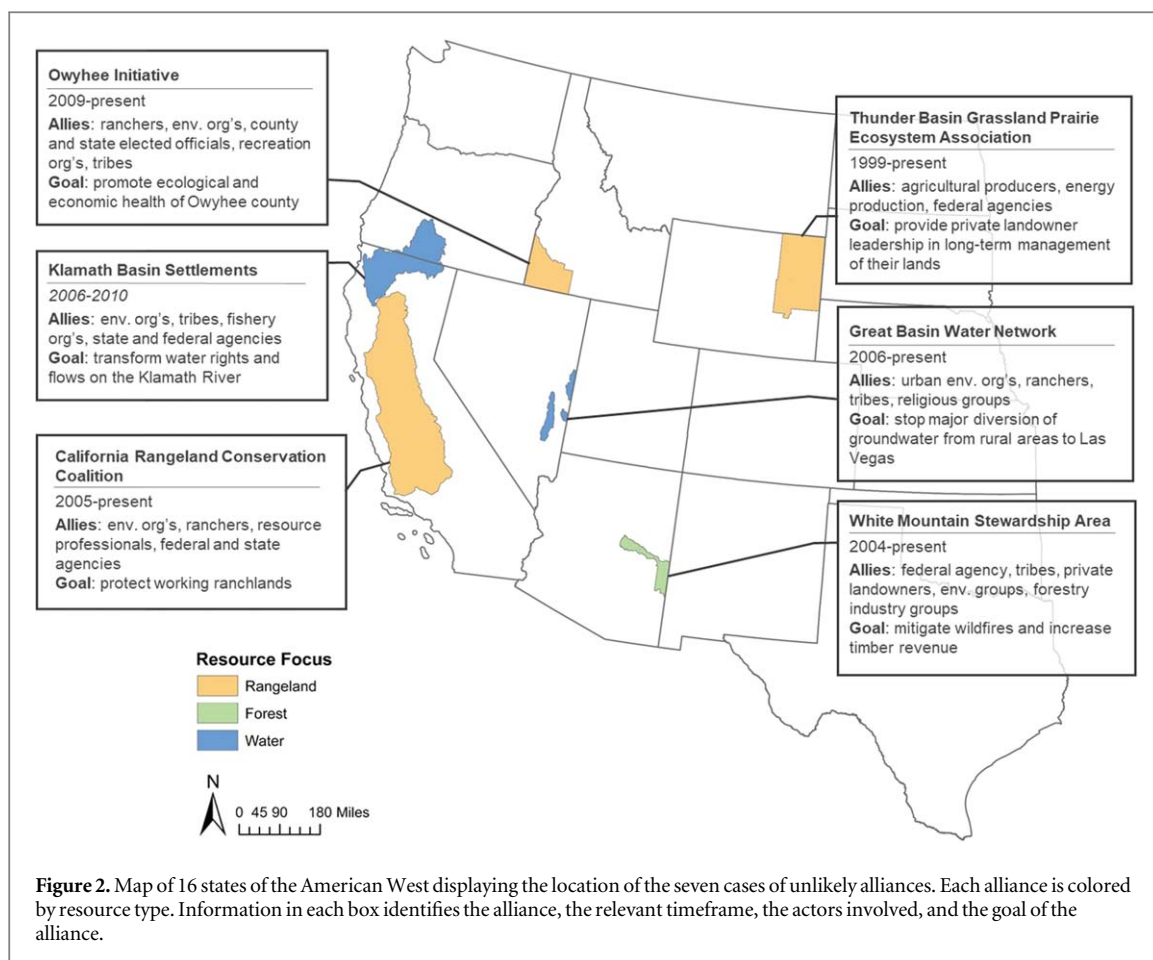 Owyhee Initiative
2009-present
Allies: ranchers, env. org's, county
and state elected officials, recreation
org's, tribes
Goal: promote ecological and
economic health of Owyhee county
Klamath Basin Settlements
2006-2010
Allies: env. org's, tribes, fishery
org's, state and federal agencies
Goal: transform water rights and
flows on the Klamath River
California Rangeland Conservation
Coalition
2005-present
Allies: env. org's, ranchers, resource
professionals, federal and state
agencies
Goal: protect working ranchlands
Thunder Basin Grassland Prairie
Ecosystem Association
1999-present
Allies: agricultural producers, energy
production, federal agencies
Goal: provide private landowner
leadership in long-term management
of their lands
Great Basin Water Network
2006-present
Allies: urban env. org's, ranchers,
tribes, religious groups
Goal: stop major diversion of
groundwater from rural areas to Las
Vegas
White Mountain Stewardship Area
2004-present
Allies: federal agency, tribes, private
landowners, env. groups, forestry
industry groups
Goal: mitigate wildfires and increase
timber revenue
Resource Focus
Rangeland
Forest
Water
N
0 45 90 180 Miles
Figure 2. Map of 16 states of the American West displaying the location of the seven cases of unlikely alliances. Each alliance is colored
by resource type. Information in each box identifies the alliance, the relevant timeframe, the actors involved, and the goal of the
alliance.